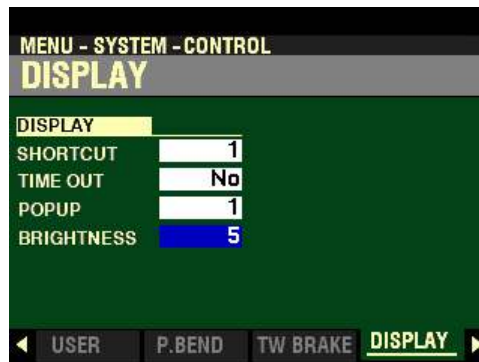 MENU - SYSTEM - CONTROL
DISPLAY
DISPLAY
SHORTCUT 1
TIME OUT No
POPUP 1
BRIGHTNESS 5
USER P.BEND TW BRAKE DISPLAY